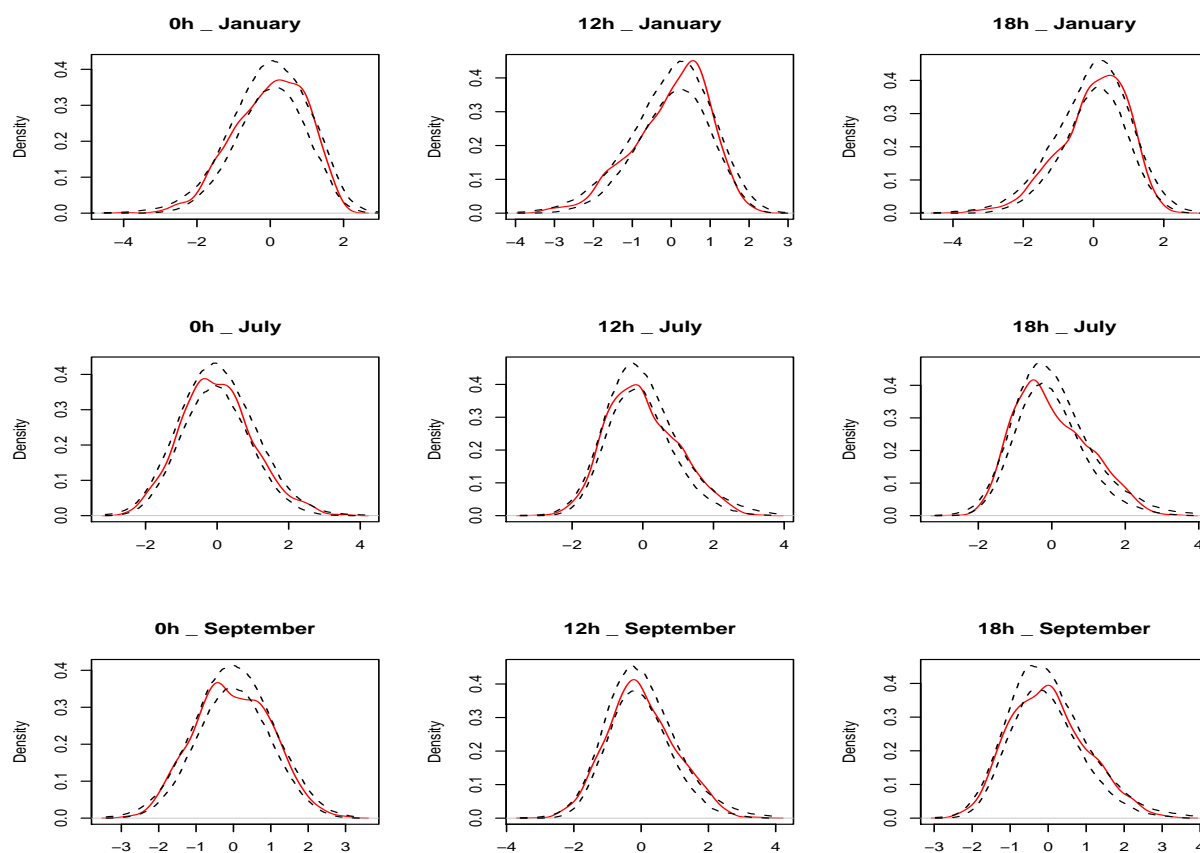 0h _ January
12h _ January
18h _ January
Density
0.0 0.1 0.2 0.3 0.4
−4 −2 0 2
Density
0.0 0.1 0.2 0.3 0.4
−4 −3 −2 −1 0 1 2 3
Density
0.0 0.1 0.2 0.3 0.4
−4 −2 0 2
0h _ July
12h _ July
18h _ July
Density
0.0 0.1 0.2 0.3 0.4
−2 0 2 4
Density
0.0 0.1 0.2 0.3 0.4
−2 0 2 4
Density
0.0 0.1 0.2 0.3 0.4
−2 0 2 4
0h _ September
12h _ September
18h _ September
Density
0.0 0.1 0.2 0.3 0.4
−3 −2 −1 0 1 2 3
Density
0.0 0.1 0.2 0.3 0.4
−4 −2 0 2 4
Density
0.0 0.1 0.2 0.3 0.4
−3 −2 −1 0 1 2 3 4